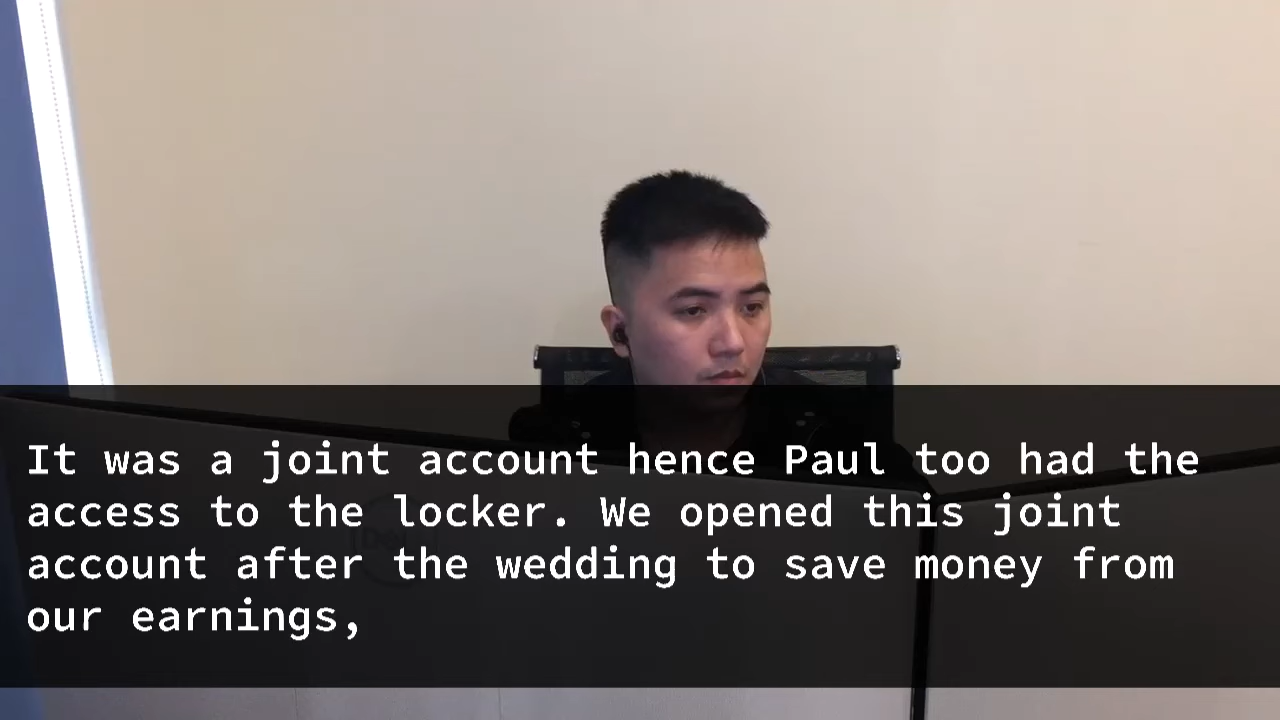 It was a joint account hence Paul too had the
access to the locker. We opened this joint
account after the wedding to save money from
our earnings,
DELL